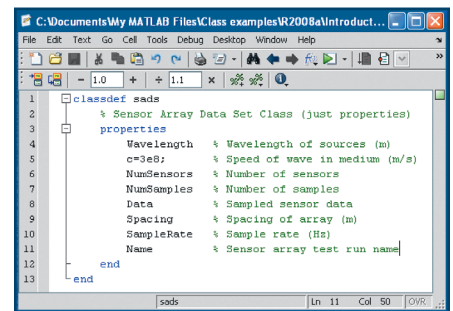 C:\Documents\My MATLAB Files\Class examples\R2008a\Introduct...
File Edit Text Go Cell Tools Debug Desktop Window Help
- 1.0 + ÷ 1.1 ×
1 classdef sads
2 % Sensor Array Data Set Class (just properties)
3 properties
4 Wavelength % Wavelength of sources (m)
5 c=3e8; % Speed of wave in medium (m/s)
6 NumSensors % Number of sensors
7 NumSamples % Number of samples
8 Data % Sampled sensor data
9 Spacing % Spacing of array (m)
10 SampleRate % Sample rate (Hz)
11 Name % Sensor array test run name
12 end
13 end
sads Ln 11 Col 50 OVR